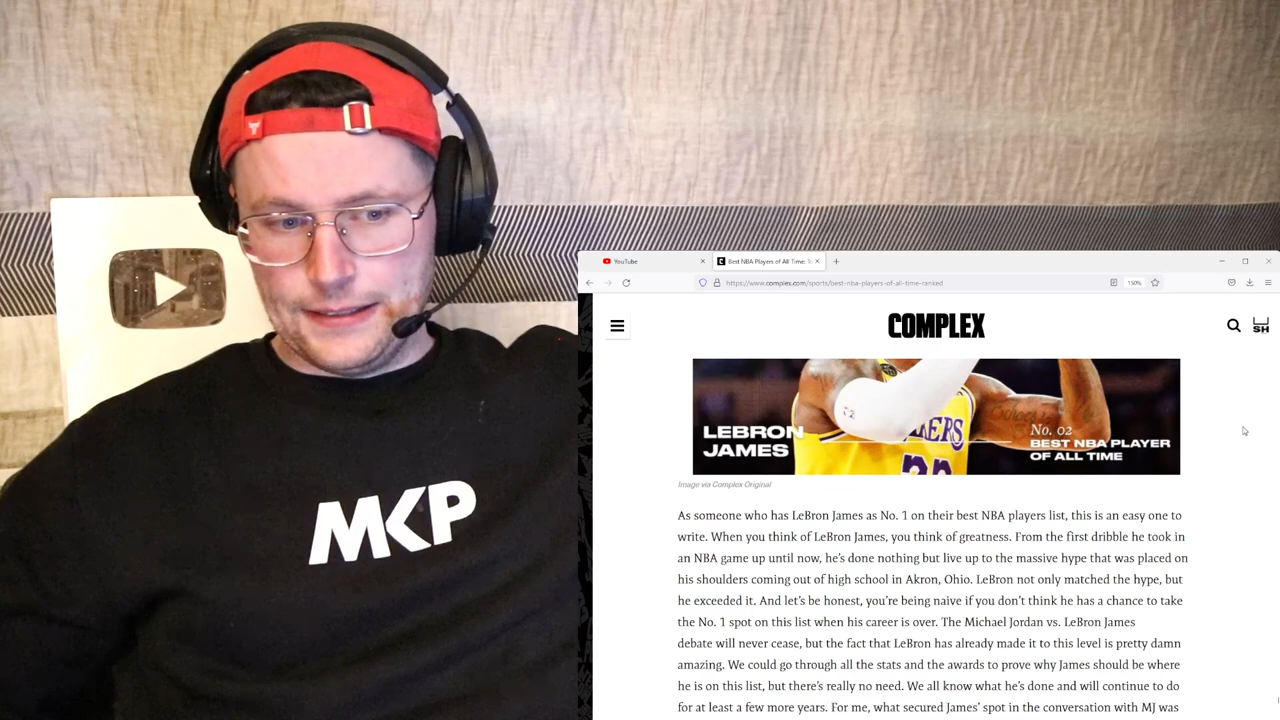 MKP
YouTube
Best NBA Players of All Time: T
https://www.complex.com/sports/best-nba-players-of-all-time-ranked
150%
COMPLEX
SH
LEBRON
JAMES
No. 02
BEST NBA PLAYER
OF ALL TIME
Image via Complex Original
As someone who has LeBron James as No. 1 on their best NBA players list, this is an easy one to
write. When you think of LeBron James, you think of greatness. From the first dribble he took in
an NBA game up until now, he's done nothing but live up to the massive hype that was placed on
his shoulders coming out of high school in Akron, Ohio. LeBron not only matched the hype, but
he exceeded it. And let's be honest, you're being naive if you don't think he has a chance to take
the No. 1 spot on this list when his career is over. The Michael Jordan vs. LeBron James
debate will never cease, but the fact that LeBron has already made it to this level is pretty damn
amazing. We could go through all the stats and the awards to prove why James should be where
he is on this list, but there's really no need. We all know what he's done and will continue to do
for at least a few more years. For me, what secured James' spot in the conversation with MJ was